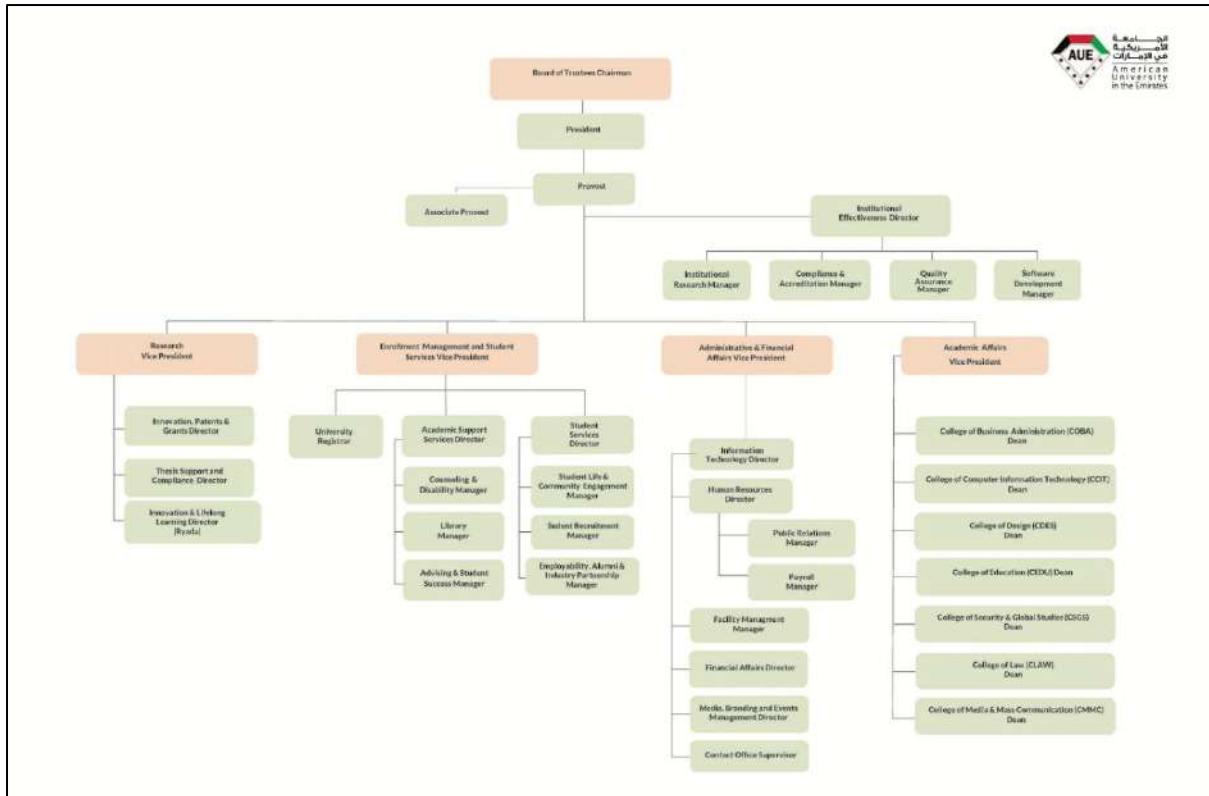 الجـــامـعـة
الأمـريـكـيـة
في الإمارات
AUE
American
University
in the Emirates
Board of Trustees Chairman
President
Provost
Associate Provost
Institutional
Effectiveness Director
Institutional
Research Manager
Compliance &
Accreditation Manager
Quality
Assurance
Manager
Software
Development
Manager
Research
Vice President
Enrollment Management and Student
Services Vice President
Administrative & Financial
Affairs Vice President
Academic Affairs
Vice President
Innovation, Patents &
Grants Director
Thesis Support and
Compliance Director
Innovation & Lifelong
Learning Director
(Ryada)
University
Registrar
Academic Support
Services Director
Counseling &
Disability Manager
Library
Manager
Advising & Student
Success Manager
Student
Services
Director
Student Life &
Community Engagement
Manager
Sudent Recruitment
Manager
Employability, Alumni &
Industry Partnership
Manager
Information
Technology Director
Human Resources
Director
Public Relations
Manager
Payroll
Manager
Facility Managment
Manager
Financial Affairs Director
Media, Branding and Events
Management Director
Contact Office Supervisor
College of Business Administration (COBA)
Dean
College of Computer Information Technology (CCIT)
Dean
College of Design (CDES)
Dean
College of Education (CEDU) Dean
College of Security & Global Studies (CSGS)
Dean
College of Law (CLAW)
Dean
College of Media & Mass Communication (CMMC)
Dean